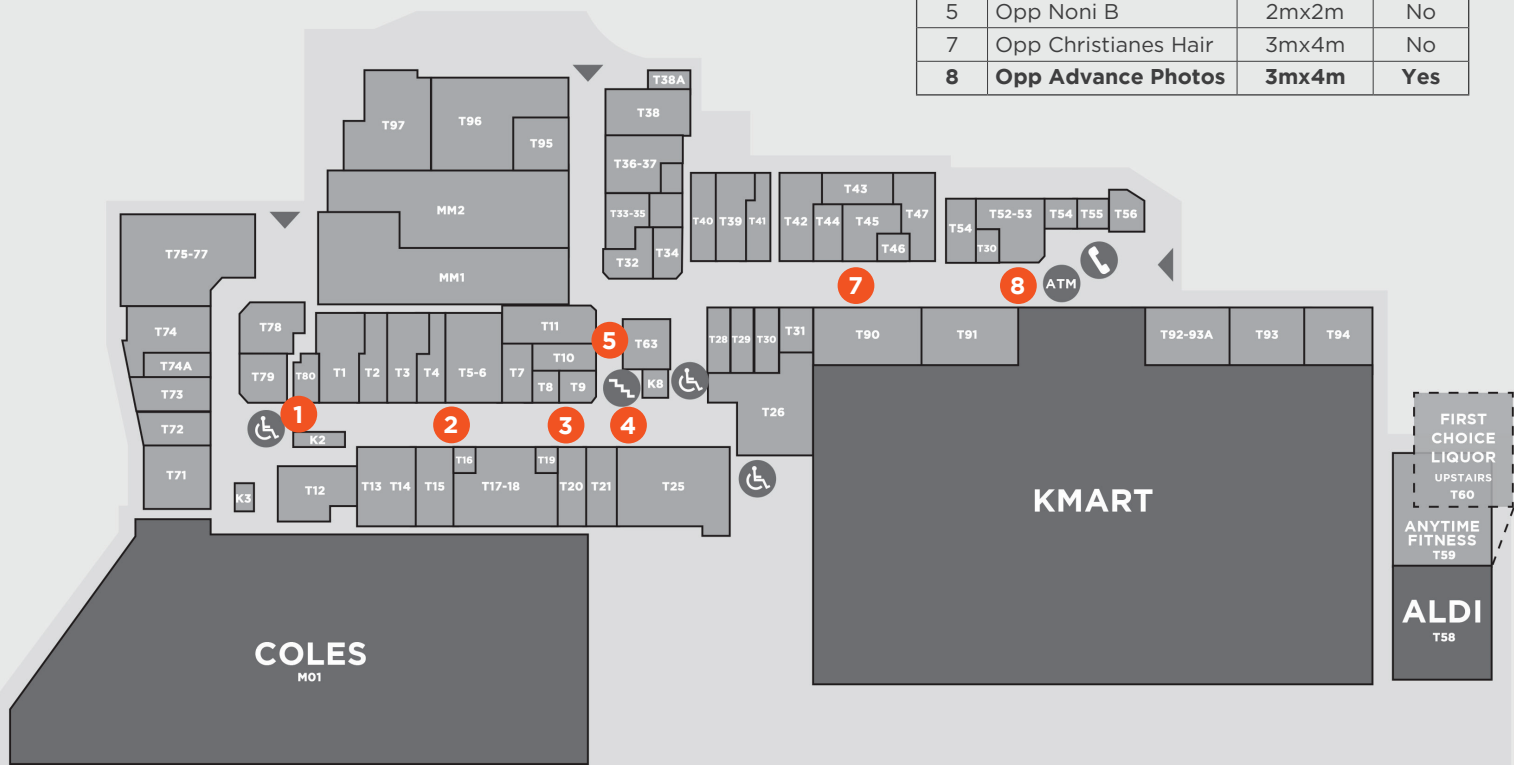 5 Opp Noni B 2mx2m No
7 Opp Christianes Hair 3mx4m No
8 Opp Advance Photos 3mx4m Yes
T38A
T97
T96
T95
T38
T36-37
MM2
T33-35
T40
T39
T41
T42
T43
T44
T45
T46
T47
T54
T52-53
T30
T54
T55
T56
T75-77
MM1
T32
T34
7
8
ATM
T78
T11
5
T63
T74
T74A
T79
T80
T1
T2
T3
T4
T5-6
T7
T10
T8
T9
K8
T28
T29
T30
T31
T90
T91
T92-93A
T93
T94
T73
T72
T71
1
K2
2
3
4
T26
K3
T12
T13
T14
T15
T16
T17-18
T19
T20
T21
T25
KMART
FIRST
CHOICE
LIQUOR
UPSTAIRS
T60
ANYTIME
FITNESS
T59
ALDI
T58
COLES
M01